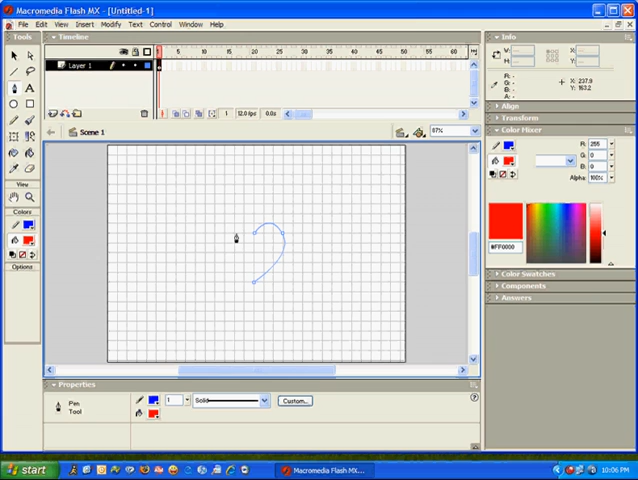 Macromedia Flash MX - [Untitled-1]
File Edit View Insert Modify Text Control Window Help
Tools
Timeline
Layer 1
1 5 10 15 20 25 30 35 40 45 50 55 60
1 12.0 fps 0.0s
Scene 1
87%
View
Colors
Options
Info
W:
H:
X:
Y:
R: -
G: -
B: -
A: -
X: 237.9
Y: 153.2
Align
Transform
Color Mixer
R: 255
G: 0
B: 0
Alpha: 100%
#FF0000
Color Swatches
Components
Answers
Properties
Pen
Tool
1
Solid
Custom...
start
Macromedia Flash MX...
10:06 PM